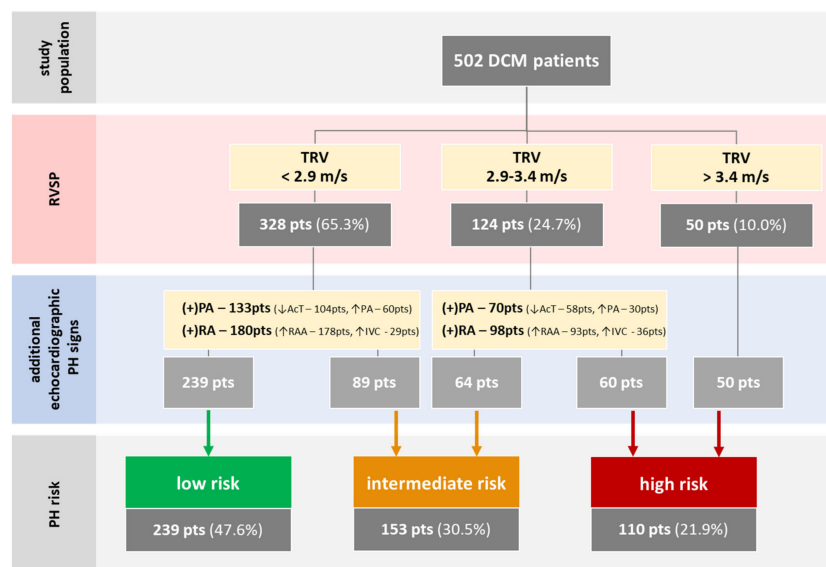 study
population
502 DCM patients
RVSP
TRV
< 2.9 m/s
TRV
2.9-3.4 m/s
TRV
> 3.4 m/s
328 pts (65.3%)
124 pts (24.7%)
50 pts (10.0%)
additional
echocardiographic
PH signs
(+)PA – 133pts (↓AcT – 104pts, ↑PA – 60pts)
(+)RA – 180pts (↑RAA – 178pts, ↑IVC - 29pts)
(+)PA – 70pts (↓AcT – 58pts, ↑PA – 30pts)
(+)RA – 98pts (↑RAA – 93pts, ↑IVC - 36pts)
239 pts
89 pts
64 pts
60 pts
50 pts
PH risk
low risk
intermediate risk
high risk
239 pts (47.6%)
153 pts (30.5%)
110 pts (21.9%)